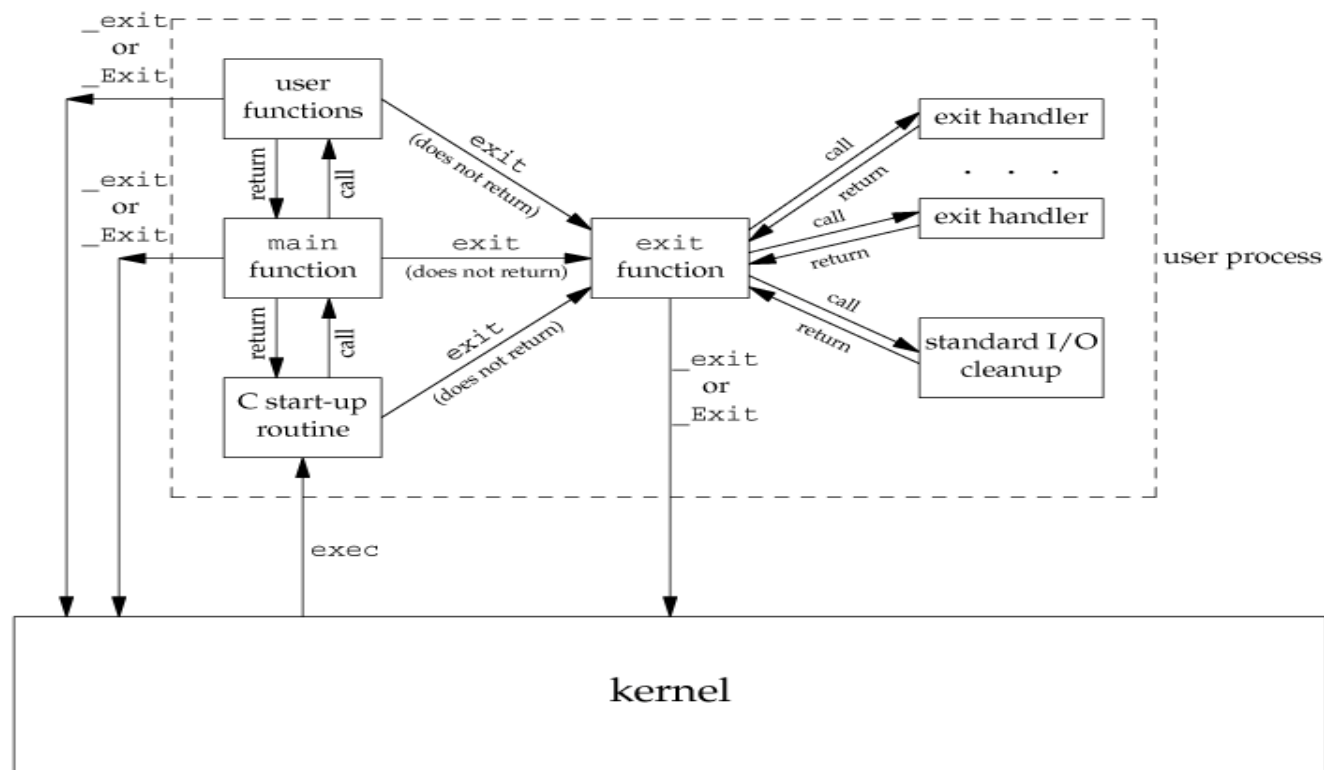 _exit
or
_Exit
user
functions
exit
(does not return)
return
call
_exit
or
_Exit
main
function
exit
(does not return)
return
call
C start-up
routine
exit
(does not return)
exit
function
call
return
exit handler
. . .
call
return
exit handler
call
return
standard I/O
cleanup
user process
_exit
or
_Exit
exec
kernel